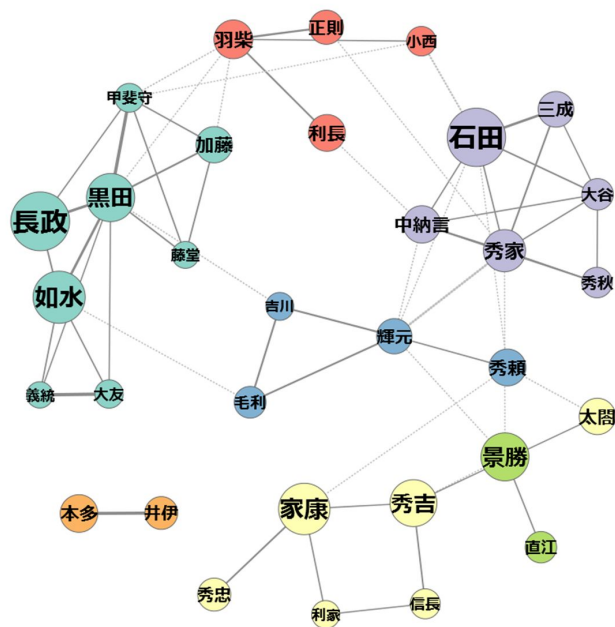 正則
羽柴
小西
甲斐守
三成
利長
石田
加藤
大谷
黒田
長政
中納言
秀家
藤堂
秀秋
如水
吉川
輝元
秀頼
義統
大友
毛利
太閤
景勝
家康
秀吉
本多
井伊
直江
秀忠
利家
信長